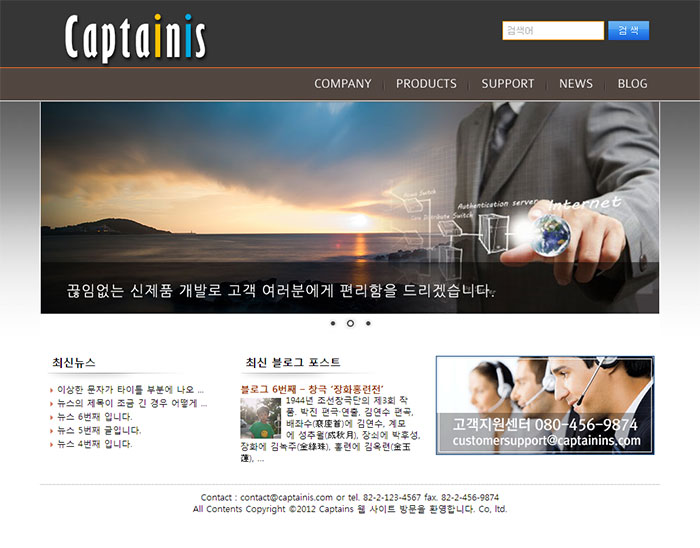 Captainis
검색어
검 색
COMPANY
PRODUCTS
SUPPORT
NEWS
BLOG
Authentication server
Internet
끊임없는 신제품 개발로 고객 여러분에게 편리함을 드리겠습니다.
최신뉴스
이상한 문자가 타이틀 부분에 나오 ...
뉴스의 제목이 조금 긴 경우 어떻게 ...
뉴스 6번째 입니다.
뉴스 5번째 글입니다.
뉴스 4번째 입니다.
최신 블로그 포스트
블로그 6번째 – 창극 ‘장화홍련전’
1944년 조선창극단의 제3회 작
품. 박진 편극·연출, 김연수 편곡,
배좌수(裵座首)에 김연수, 계모
에 성추월(成秋月), 장쇠에 박후성,
장화에 김녹주(金綠珠), 홍련에 김옥련(金玉
蓮), ...
고객지원센터 080-456-9874
customersupport@captainins.com
Contact : contact@captainis.com or tel. 82-2-123-4567 fax. 82-2-456-9874
All Contents Copyright ©2012 Captains 웹 사이트 방문을 환영합니다. Co, ltd.